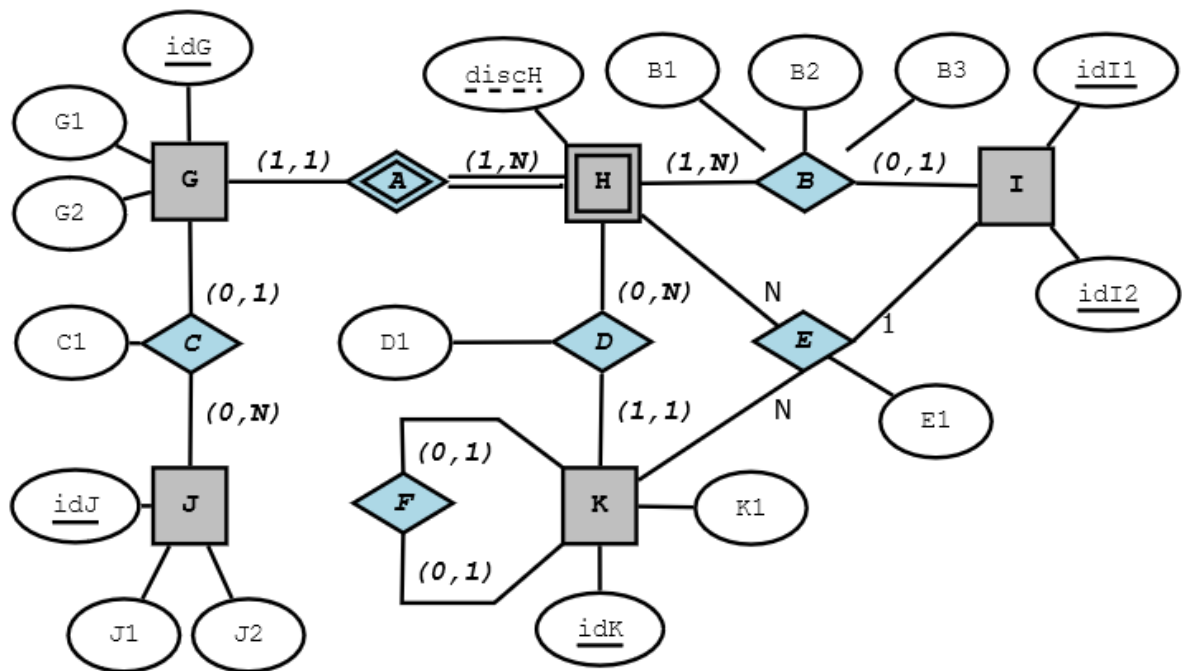 idG
discH
B1
B2
B3
idI1
G1
G
(1,1)
A
(1,N)
H
(1,N)
B
(0,1)
I
G2
(0,1)
(0,N)
N
1
idI2
C1
C
D1
D
E
(0,N)
(1,1)
N
E1
(0,1)
idJ
J
F
K
K1
(0,1)
J1
J2
idK